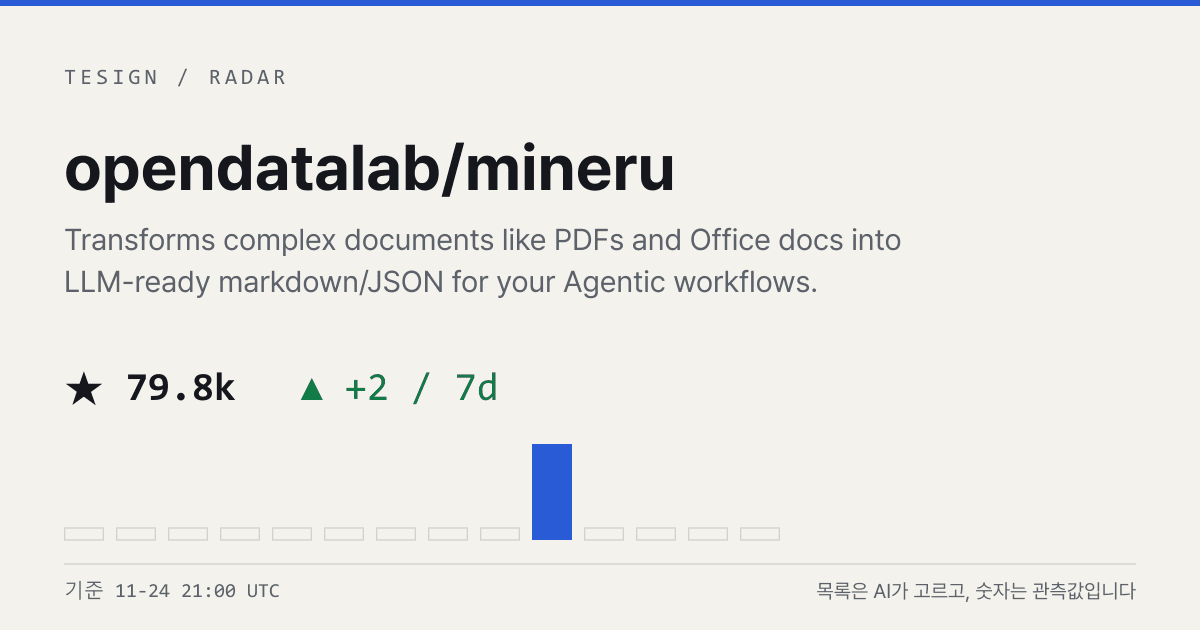 TESIGN / RADAR
opendatalab/mineru
Transforms complex documents like PDFs and Office docs into
LLM-ready markdown/JSON for your Agentic workflows.
★ 79.8k ▲ +2 / 7d
기준 11-24 21:00 UTC
목록은 AI가 고르고, 숫자는 관측값입니다